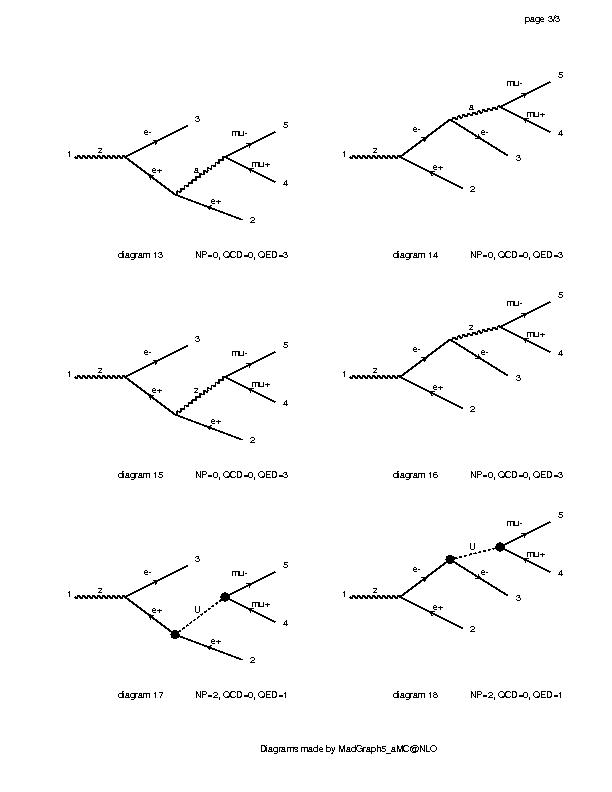 page 3/3
1 z e- 3 e+ a mu- 5 mu+ 4 e+ 2
diagram 13 NP=0, QCD=0, QED=3
1 z e- a mu- 5 mu+ 4 e- 3 e+ 2
diagram 14 NP=0, QCD=0, QED=3
1 z e- 3 e+ z mu- 5 mu+ 4 e+ 2
diagram 15 NP=0, QCD=0, QED=3
1 z e- z mu- 5 mu+ 4 e- 3 e+ 2
diagram 16 NP=0, QCD=0, QED=3
1 z e- 3 e+ U mu- 5 mu+ 4 e+ 2
diagram 17 NP=2, QCD=0, QED=1
1 z e- U mu- 5 mu+ 4 e- 3 e+ 2
diagram 18 NP=2, QCD=0, QED=1
Diagrams made by MadGraph5_aMC@NLO